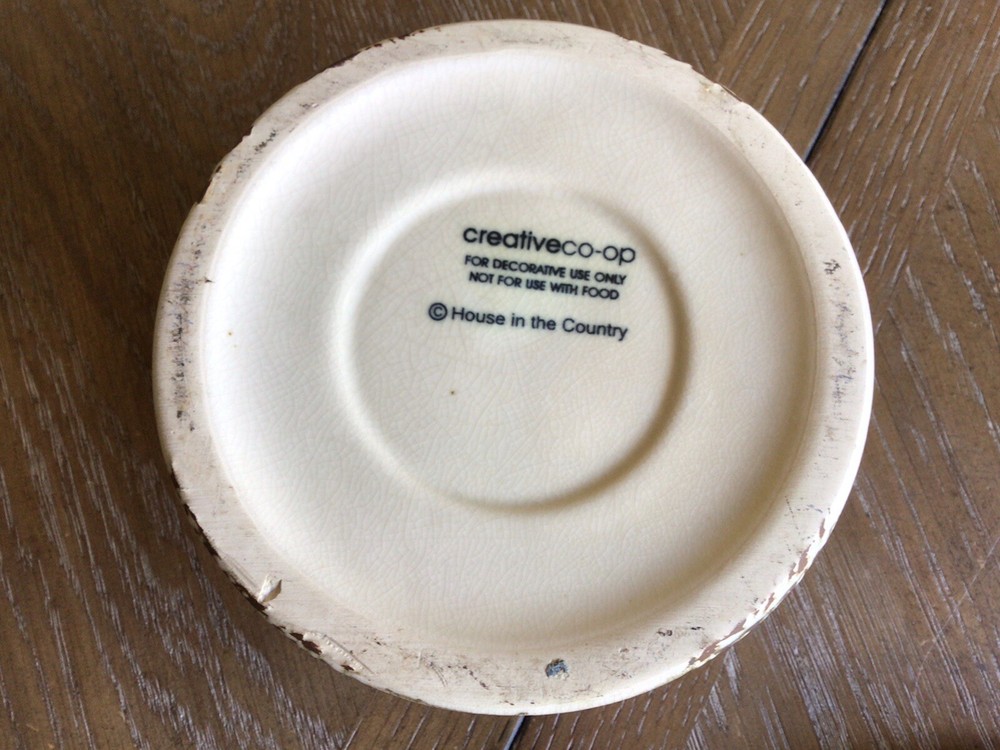 creativeco-op
FOR DECORATIVE USE ONLY
NOT FOR USE WITH FOOD
© House in the Country